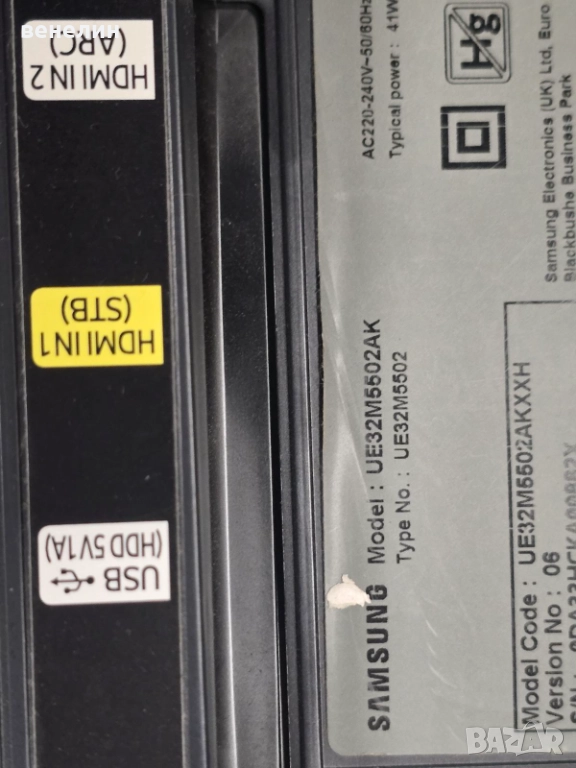 венелин
HDMI IN 2
(ARC)
HDMI IN 1
(STB)
USB
(HDD 5V 1A)
AC220-240V~50/60Hz
Typical power : 41W
Hg
SAMSUNG Model : UE32M5502AK
Type No. : UE32M5502
Samsung Electronics (UK) Ltd, Euro
Blackbushe Business Park
Model Code : UE32M5502AKXXH
Version No : 06
BAZAR